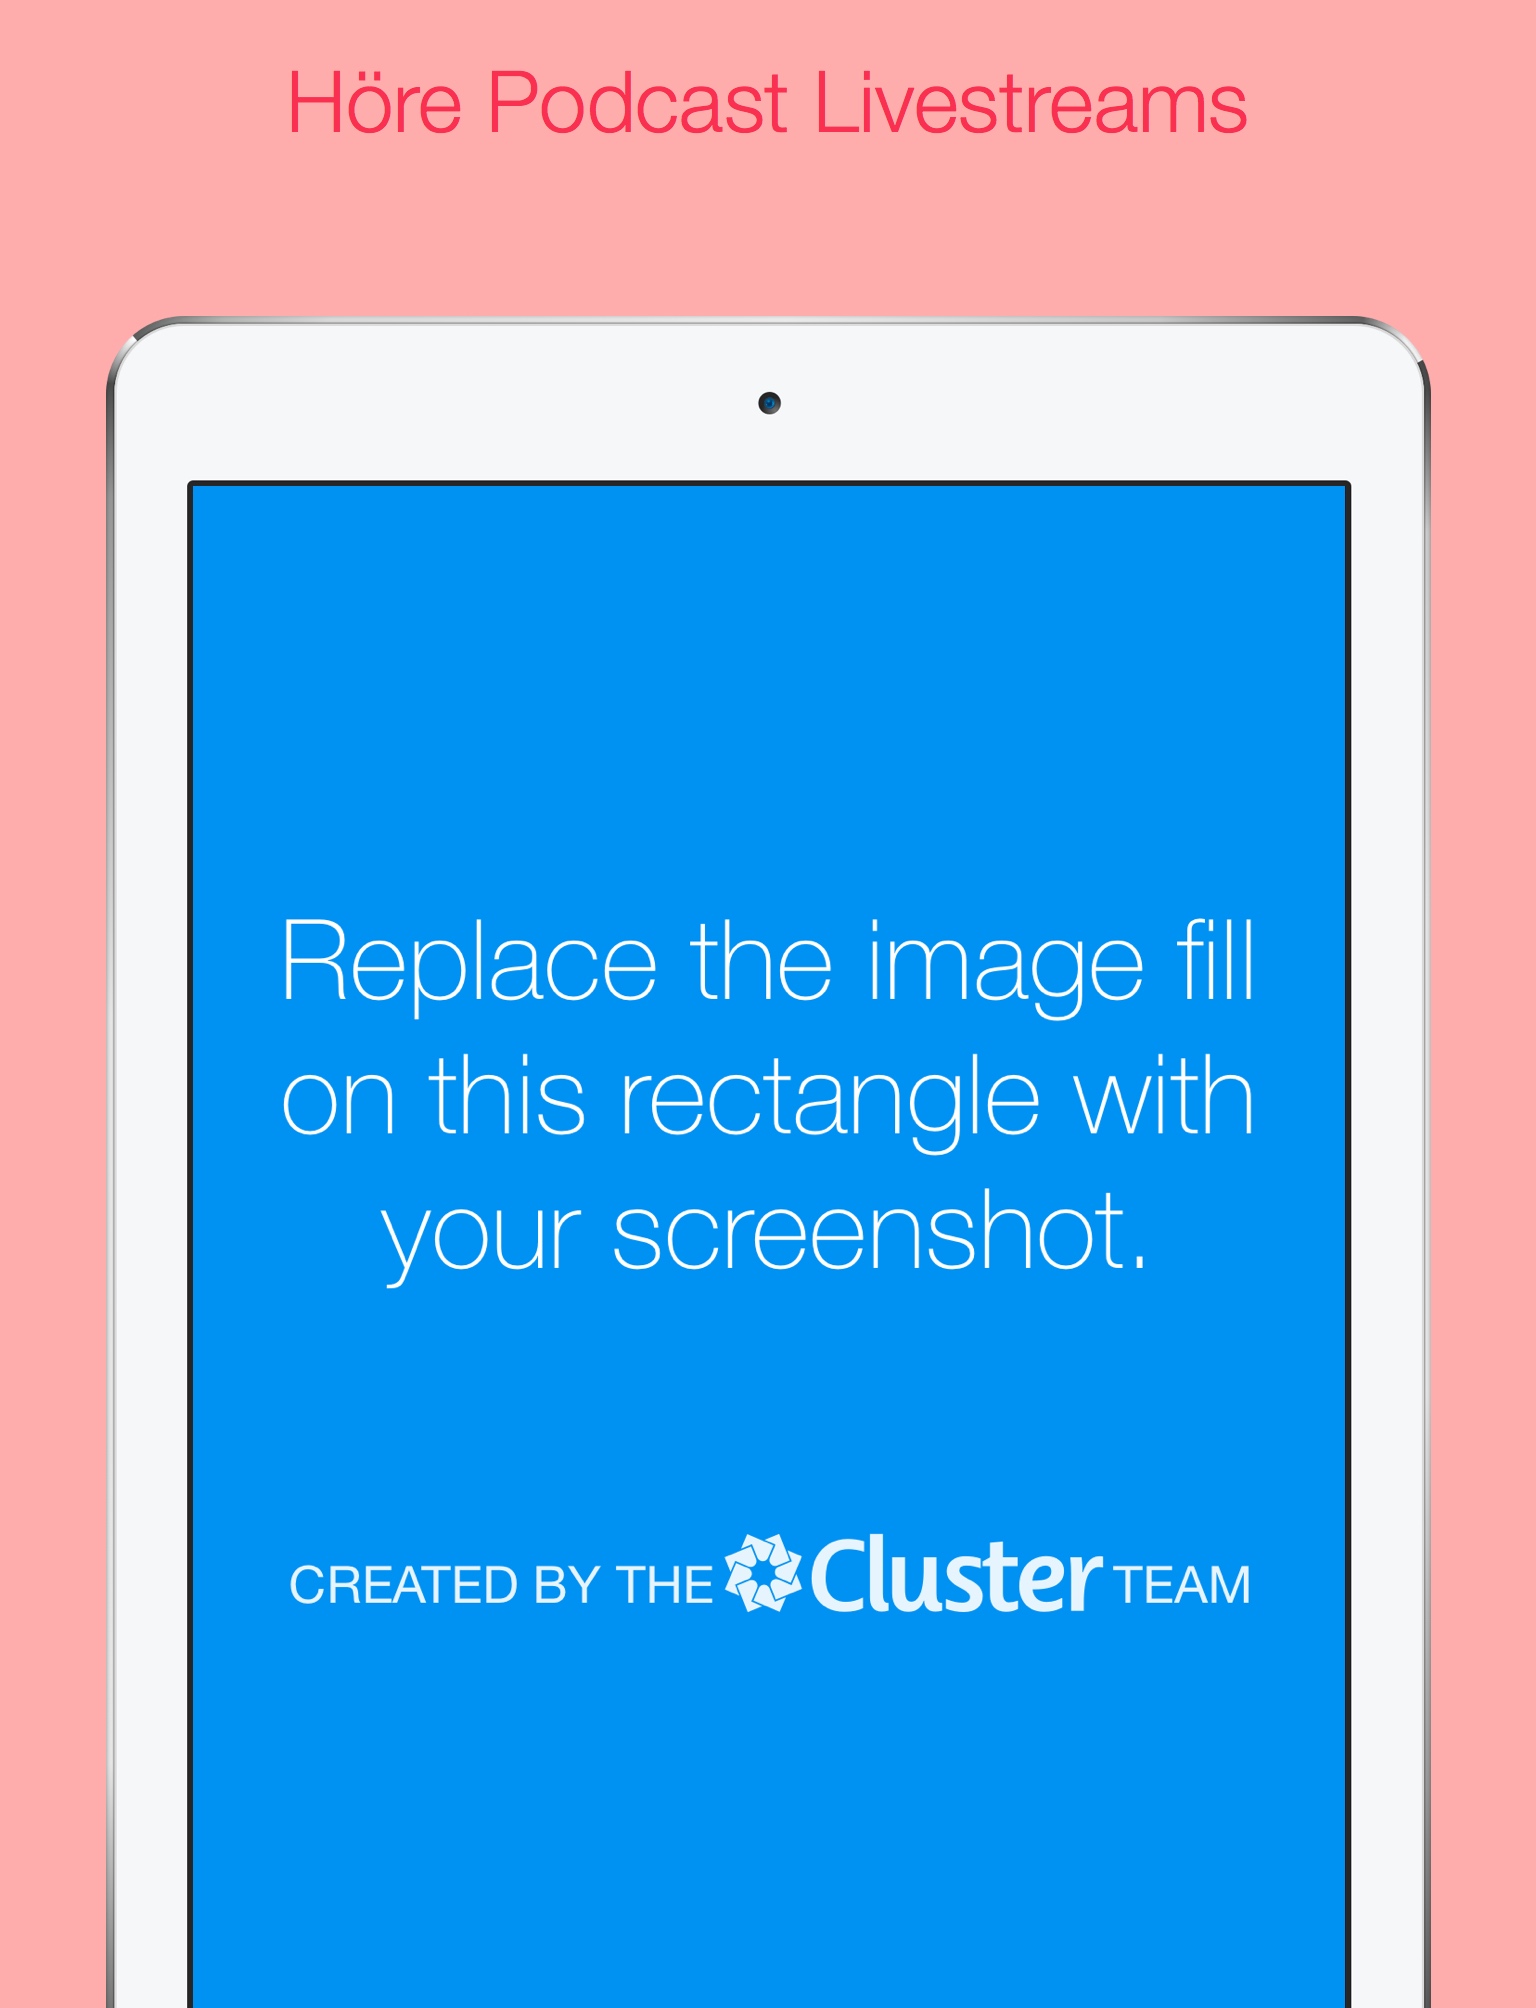 Höre Podcast Livestreams
Replace the image fill
on this rectangle with
your screenshot.
CREATED BY THE Cluster TEAM